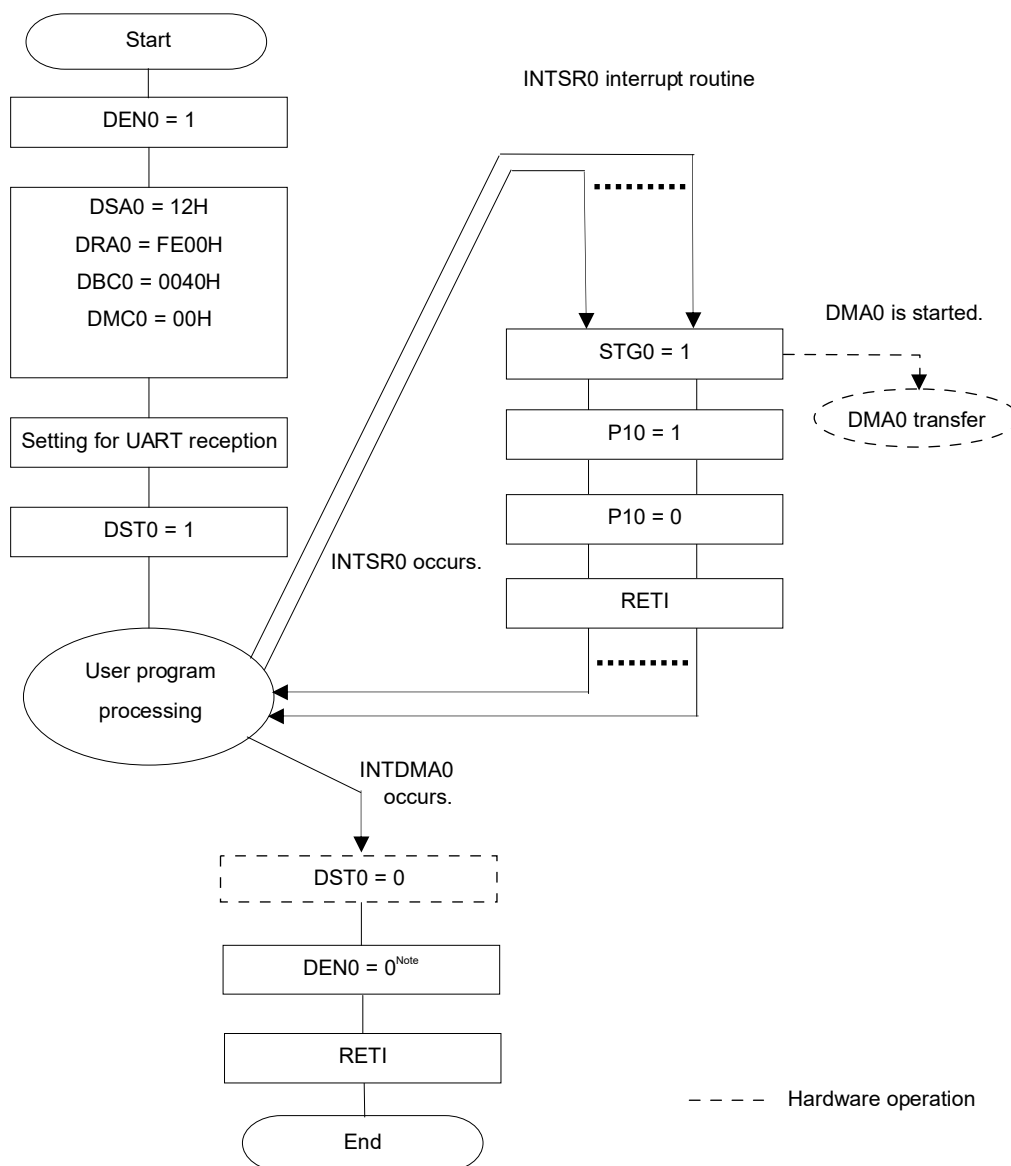 Start
DEN0 = 1
DSA0 = 12H
DRA0 = FE00H
DBC0 = 0040H
DMC0 = 00H
Setting for UART reception
DST0 = 1
User program
processing
INTSR0 occurs.
INTSR0 interrupt routine
STG0 = 1
DMA0 is started.
DMA0 transfer
P10 = 1
P10 = 0
RETI
INTDMA0
occurs.
DST0 = 0
DEN0 = 0Note
RETI
End
Hardware operation